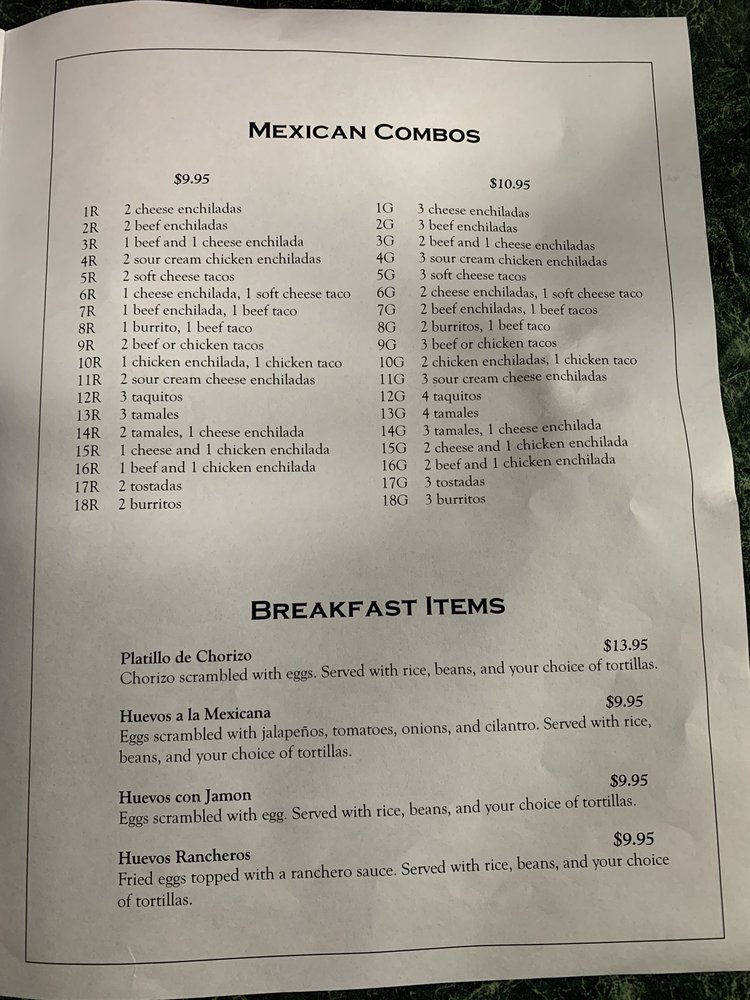 MEXICAN COMBOS
$9.95
1R 2 cheese enchiladas
2R 2 beef enchiladas
3R 1 beef and 1 cheese enchilada
4R 2 sour cream chicken enchiladas
5R 2 soft cheese tacos
6R 1 cheese enchilada, 1 soft cheese taco
7R 1 beef enchilada, 1 beef taco
8R 1 burrito, 1 beef taco
9R 2 beef or chicken tacos
10R 1 chicken enchilada, 1 chicken taco
11R 2 sour cream cheese enchiladas
12R 3 taquitos
13R 3 tamales
14R 2 tamales, 1 cheese enchilada
15R 1 cheese and 1 chicken enchilada
16R 1 beef and 1 chicken enchilada
17R 2 tostadas
18R 2 burritos
$10.95
1G 3 cheese enchiladas
2G 3 beef enchiladas
3G 2 beef and 1 cheese enchiladas
4G 3 sour cream chicken enchiladas
5G 3 soft cheese tacos
6G 2 cheese enchiladas, 1 soft cheese taco
7G 2 beef enchiladas, 1 beef tacos
8G 2 burritos, 1 beef taco
9G 3 beef or chicken tacos
10G 2 chicken enchiladas, 1 chicken taco
11G 3 sour cream cheese enchiladas
12G 4 taquitos
13G 4 tamales
14G 3 tamales, 1 cheese enchilada
15G 2 cheese and 1 chicken enchilada
16G 2 beef and 1 chicken enchilada
17G 3 tostadas
18G 3 burritos
BREAKFAST ITEMS
Platillo de Chorizo $13.95
Chorizo scrambled with eggs. Served with rice, beans, and your choice of tortillas.
Huevos a la Mexicana $9.95
Eggs scrambled with jalapeños, tomatoes, onions, and cilantro. Served with rice,
beans, and your choice of tortillas.
Huevos con Jamon $9.95
Eggs scrambled with egg. Served with rice, beans, and your choice of tortillas.
Huevos Rancheros $9.95
Fried eggs topped with a ranchero sauce. Served with rice, beans, and your choice
of tortillas.